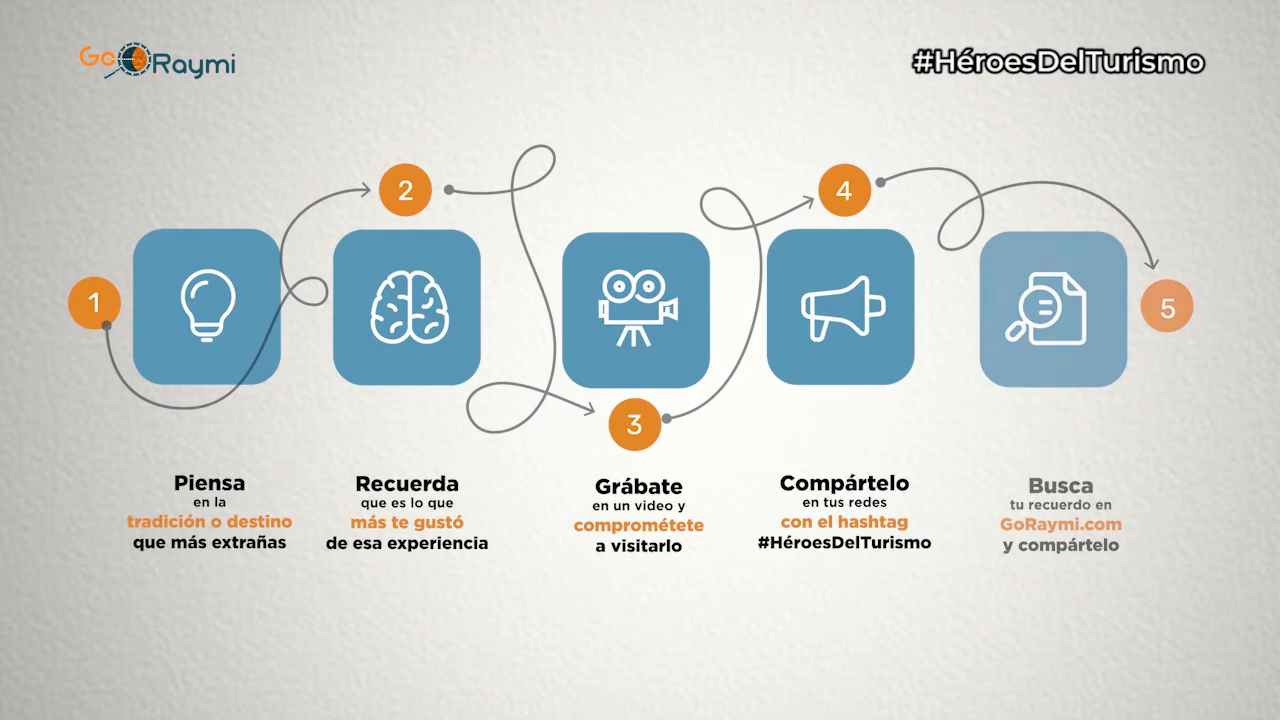 Go Raymi
#HéroesDelTurismo
1
2
3
4
5
Piensa
en la
tradición o destino
que más extrañas
Recuerda
que es lo que
más te gustó
de esa experiencia
Grábate
en un video y
comprométete
a visitarlo
Compártelo
en tus redes
con el hashtag
#HéroesDelTurismo
Busca
tu recuerdo en
GoRaymi.com
y compártelo